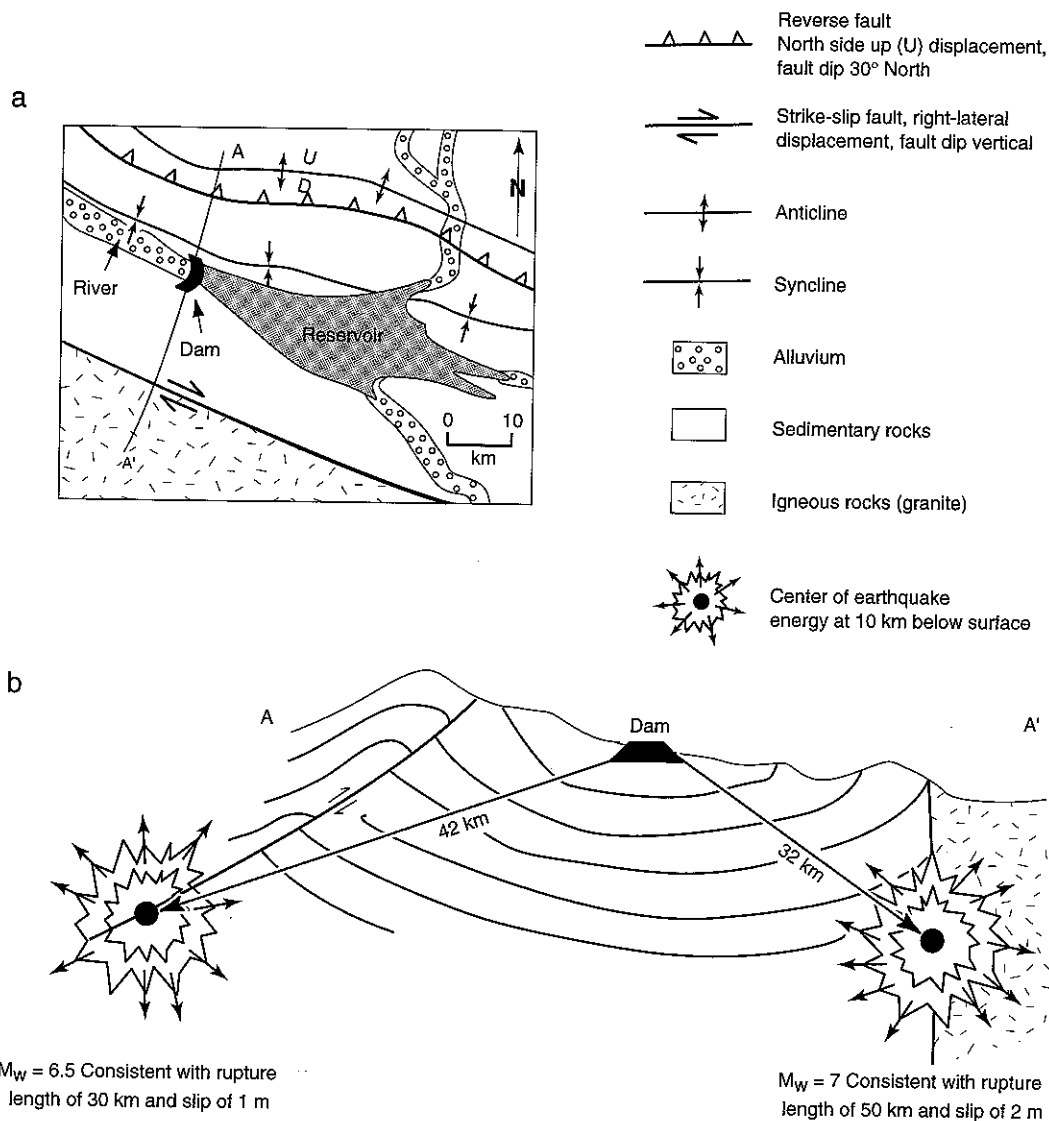 Reverse fault
North side up (U) displacement,
fault dip 30° North
a
Strike-slip fault, right-lateral
displacement, fault dip vertical
A
U
D
N
Anticline
River
Syncline
Reservoir
Dam
Alluvium
0 10
km
Sedimentary rocks
A'
Igneous rocks (granite)
Center of earthquake
energy at 10 km below surface
b
A
Dam
A'
42 km
32 km
MW = 6.5 Consistent with rupture
length of 30 km and slip of 1 m
MW = 7 Consistent with rupture
length of 50 km and slip of 2 m